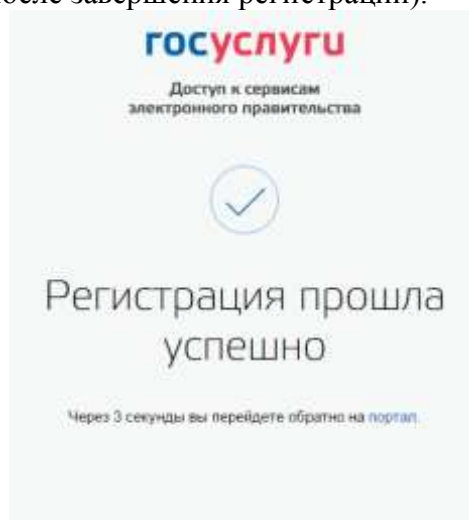 после завершения регистрации).
госуслуги
Доступ к сервисам
электронного правительства
Регистрация прошла
успешно
Через 3 секунды вы перейдете обратно на портал